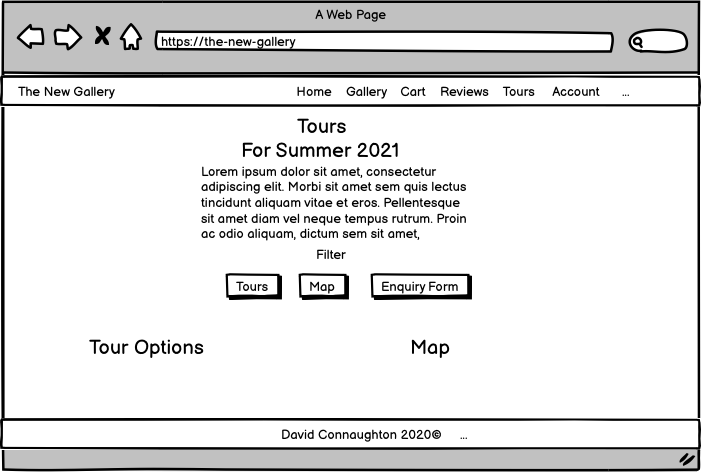 A Web Page
https://the-new-gallery
The New Gallery Home Gallery Cart Reviews Tours Account ...
Tours
For Summer 2021
Lorem ipsum dolor sit amet, consectetur
adipiscing elit. Morbi sit amet sem quis lectus
tincidunt aliquam vitae et eros. Pellentesque
sit amet diam vel neque tempus rutrum. Proin
ac odio aliquam, dictum sem sit amet,
Filter
Tours Map Enquiry Form
Tour Options Map
David Connaughton 2020© ...